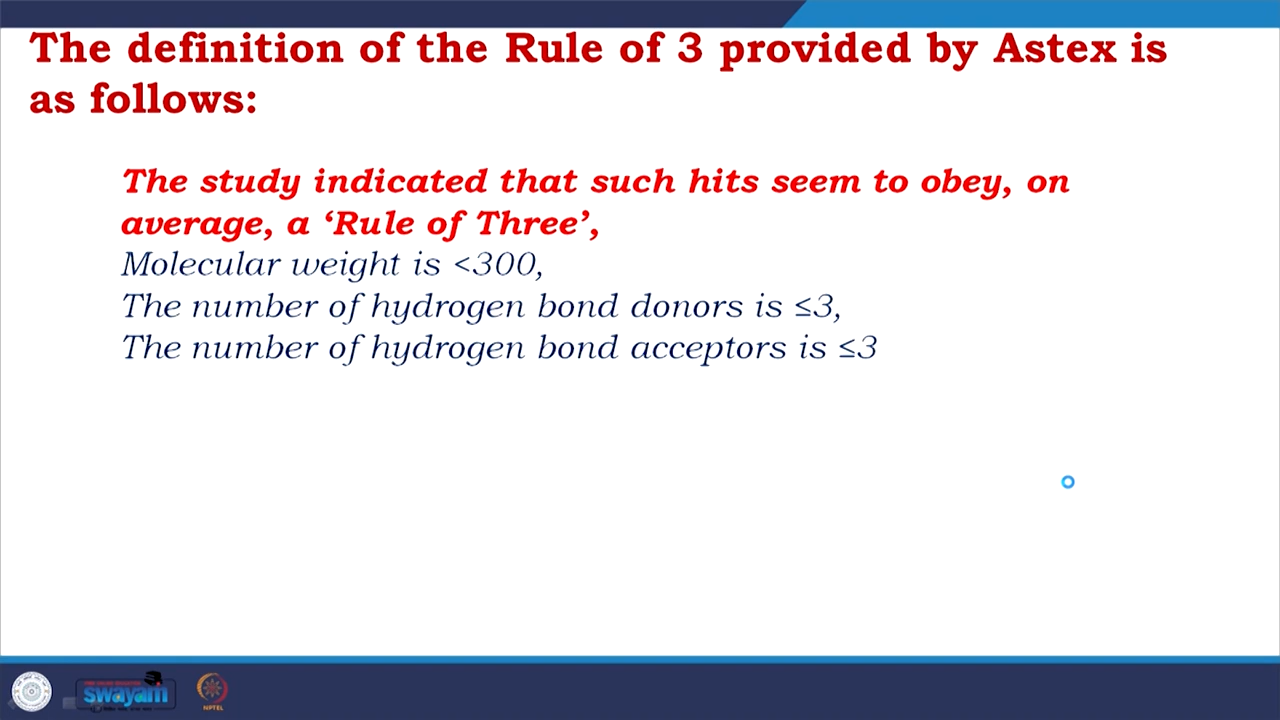 The definition of the Rule of 3 provided by Astex is
as follows:
The study indicated that such hits seem to obey, on
average, a ‘Rule of Three’,
Molecular weight is <300,
The number of hydrogen bond donors is ≤3,
The number of hydrogen bond acceptors is ≤3
swayam
NPTEL